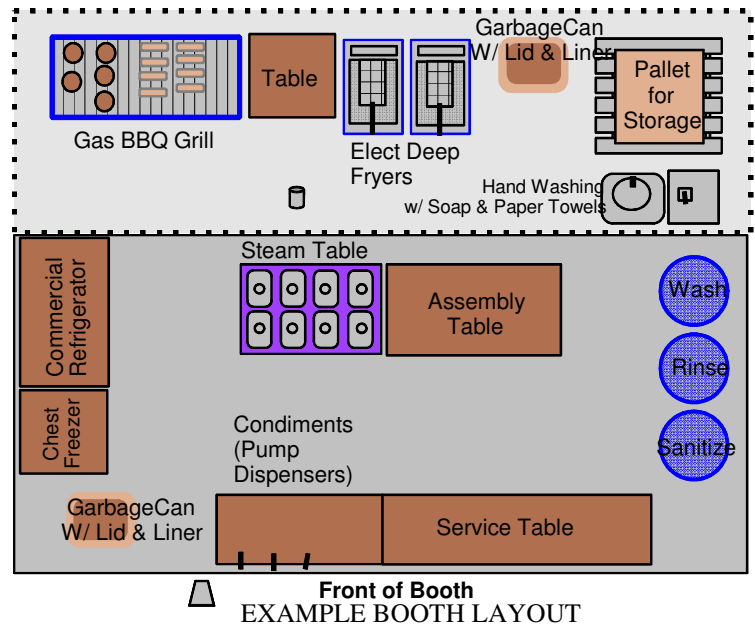 GarbageCan
W/ Lid & Liner
Table
Pallet
for
Storage
Gas BBQ Grill
Elect Deep
Fryers
Hand Washing
w/ Soap & Paper Towels
Steam Table
Commercial
Refrigerator
Assembly
Table
Wash
Rinse
Chest
Freezer
Condiments
(Pump
Dispensers)
Sanitize
GarbageCan
W/ Lid & Liner
Service Table
Front of Booth
EXAMPLE BOOTH LAYOUT